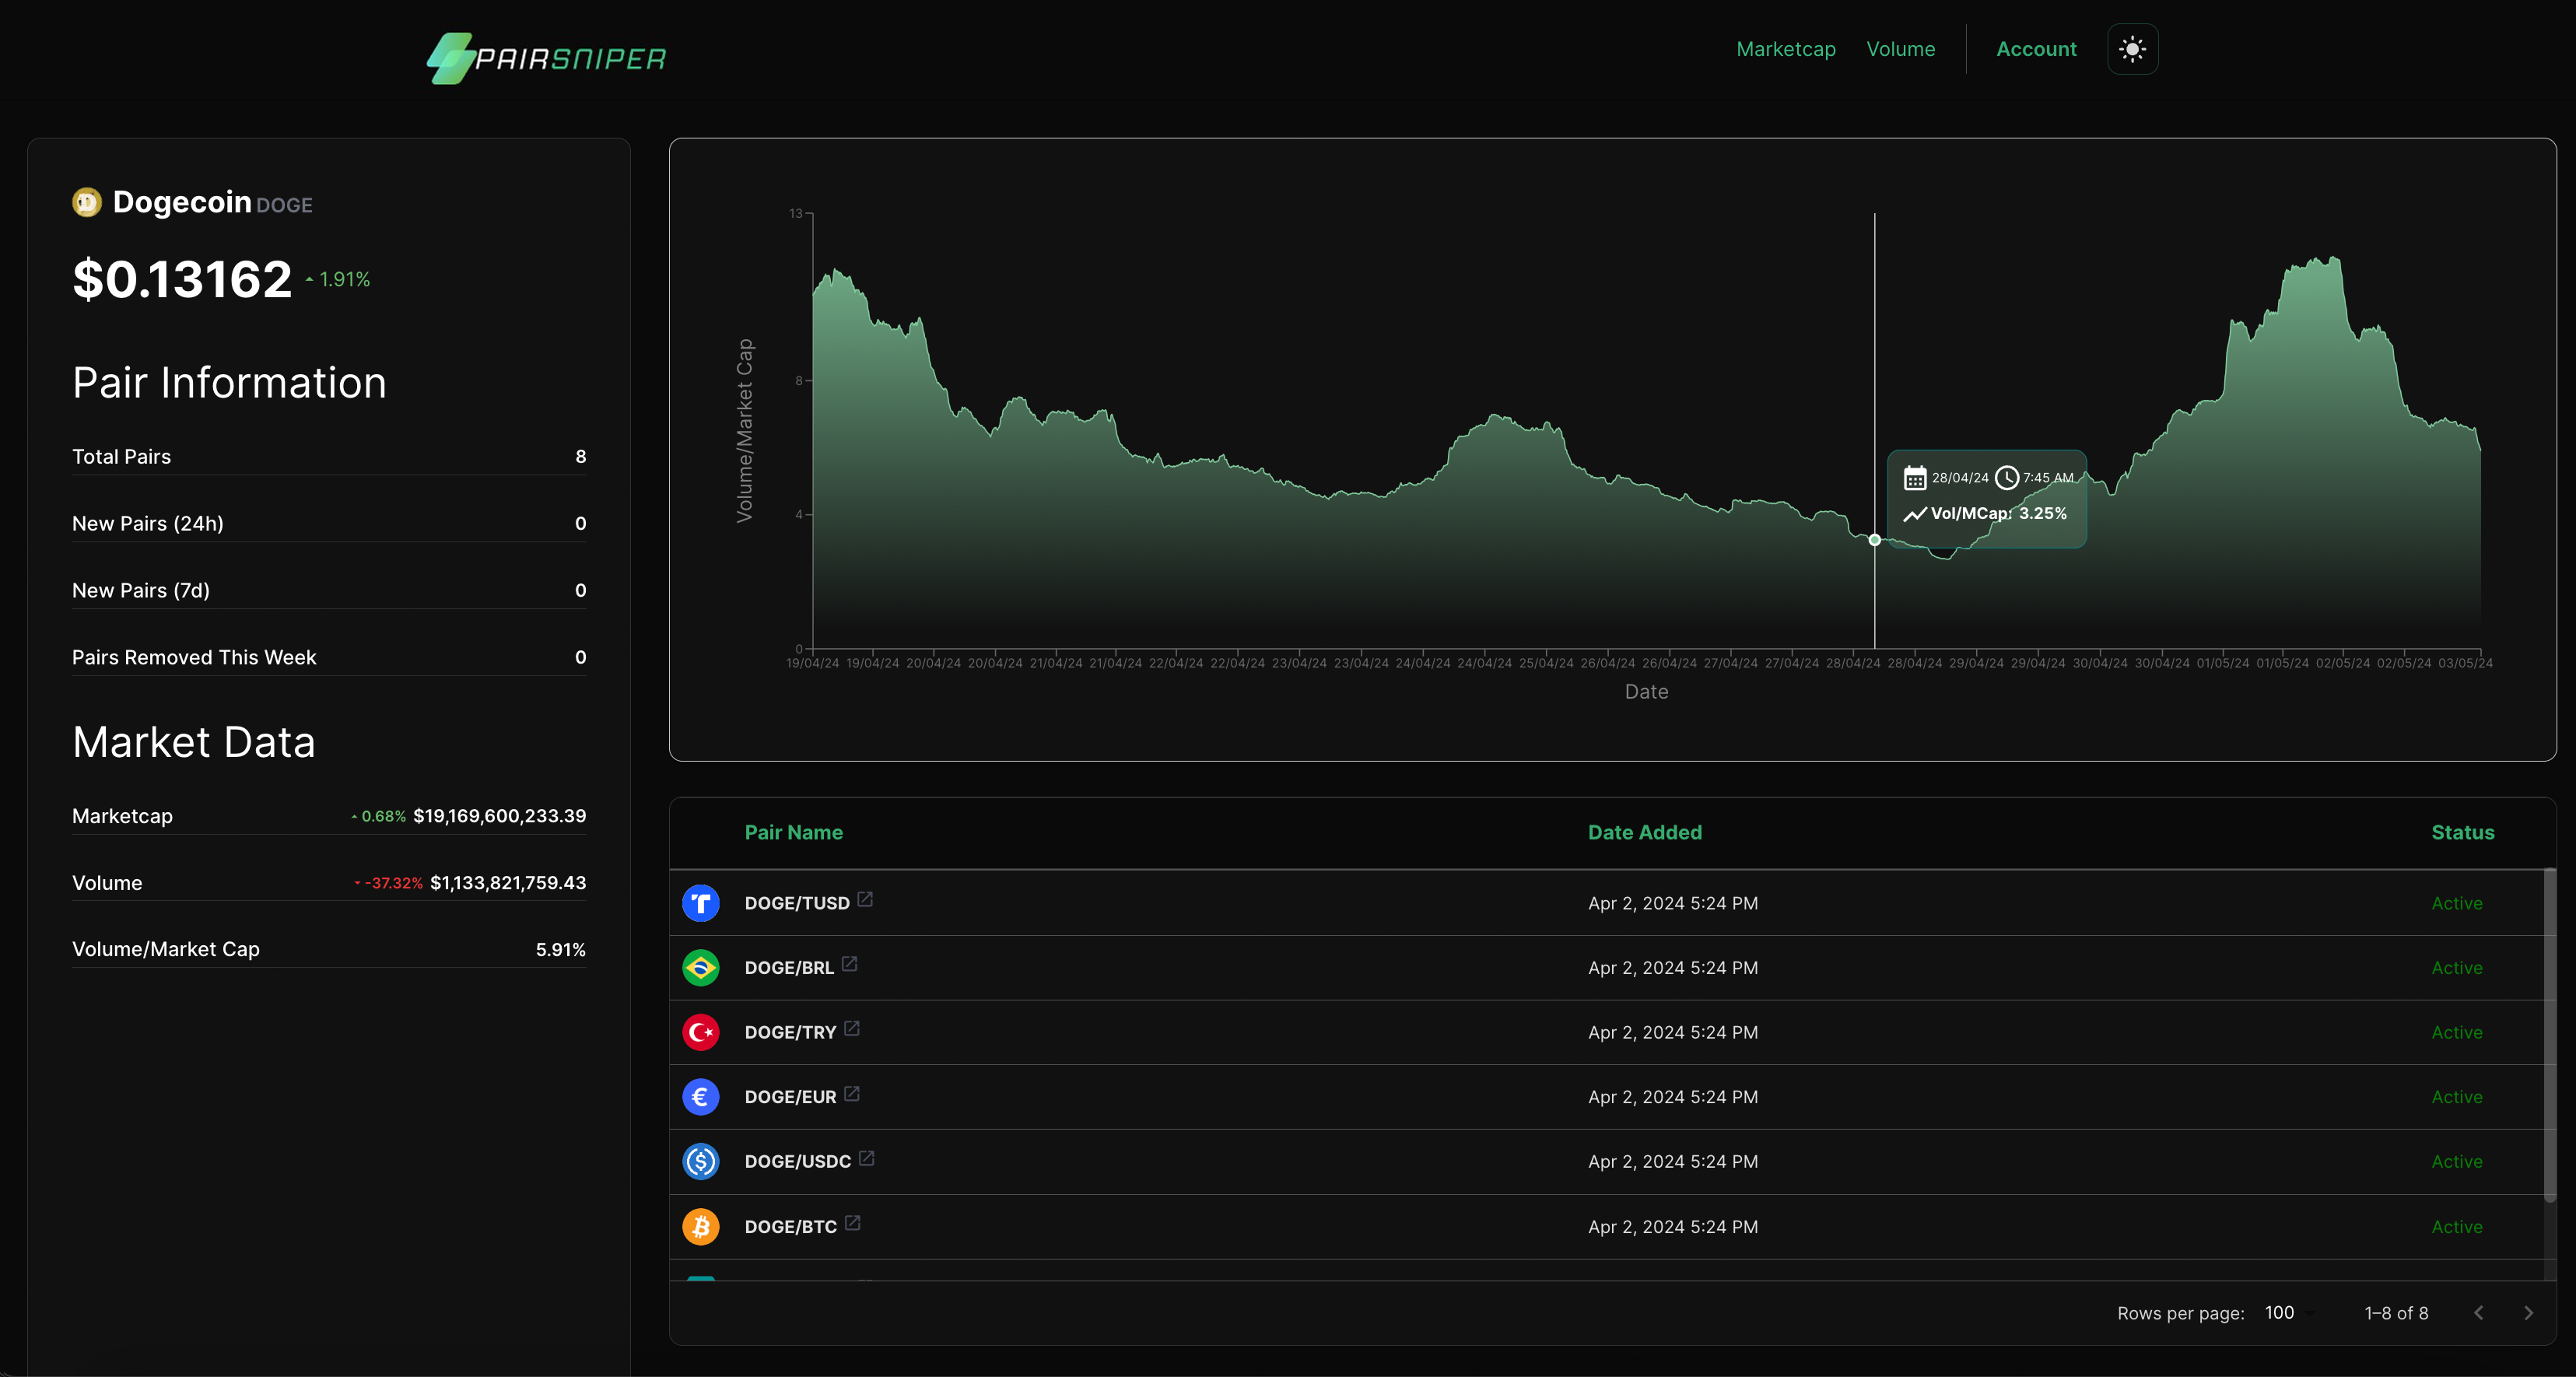 PAIRSNIPER
Marketcap Volume Account
Dogecoin DOGE
$0.13162 1.91%
Pair Information
Total Pairs 8
New Pairs (24h) 0
New Pairs (7d) 0
Pairs Removed This Week 0
Market Data
Marketcap 0.68% $19,169,600,233.39
Volume -37.32% $1,133,821,759.43
Volume/Market Cap 5.91%
Volume/Market Cap
13
8
4
0
28/04/24 7:45 AM
Vol/MCap: 3.25%
19/04/24 19/04/24 20/04/24 20/04/24 21/04/24 21/04/24 22/04/24 22/04/24 23/04/24 23/04/24 24/04/24 24/04/24 25/04/24 26/04/24 26/04/24 27/04/24 27/04/24 28/04/24 28/04/24 29/04/24 29/04/24 30/04/24 30/04/24 01/05/24 01/05/24 02/05/24 02/05/24 03/05/24
Date
Pair Name Date Added Status
DOGE/TUSD Apr 2, 2024 5:24 PM Active
DOGE/BRL Apr 2, 2024 5:24 PM Active
DOGE/TRY Apr 2, 2024 5:24 PM Active
DOGE/EUR Apr 2, 2024 5:24 PM Active
DOGE/USDC Apr 2, 2024 5:24 PM Active
DOGE/BTC Apr 2, 2024 5:24 PM Active
Rows per page: 100 1–8 of 8